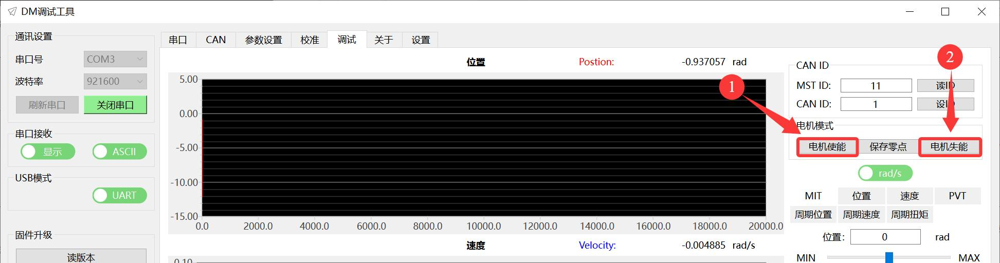 DM调试工具
通讯设置
串口号
COM3
波特率
921600
刷新串口
关闭串口
串口接收
显示
ASCII
USB模式
UART
固件升级
读版本
串口
CAN
参数设置
校准
调试
关于
设置
位置
Postion:
-0.937057 rad
5.00
0.00
-5.00
-10.00
-15.00
0.0 2000.0 4000.0 6000.0 8000.0 10000.0 12000.0 14000.0 16000.0 18000.0 20000.0
速度
Velocity:
-0.004885 rad/s
0.10
1
2
CAN ID
MST ID: 11 读ID
CAN ID: 1 设ID
电机模式
电机使能 保存零点 电机失能
rad/s
MIT 位置 速度 PVT
周期位置 周期速度 周期扭矩
位置: 0 rad
MIN MAX